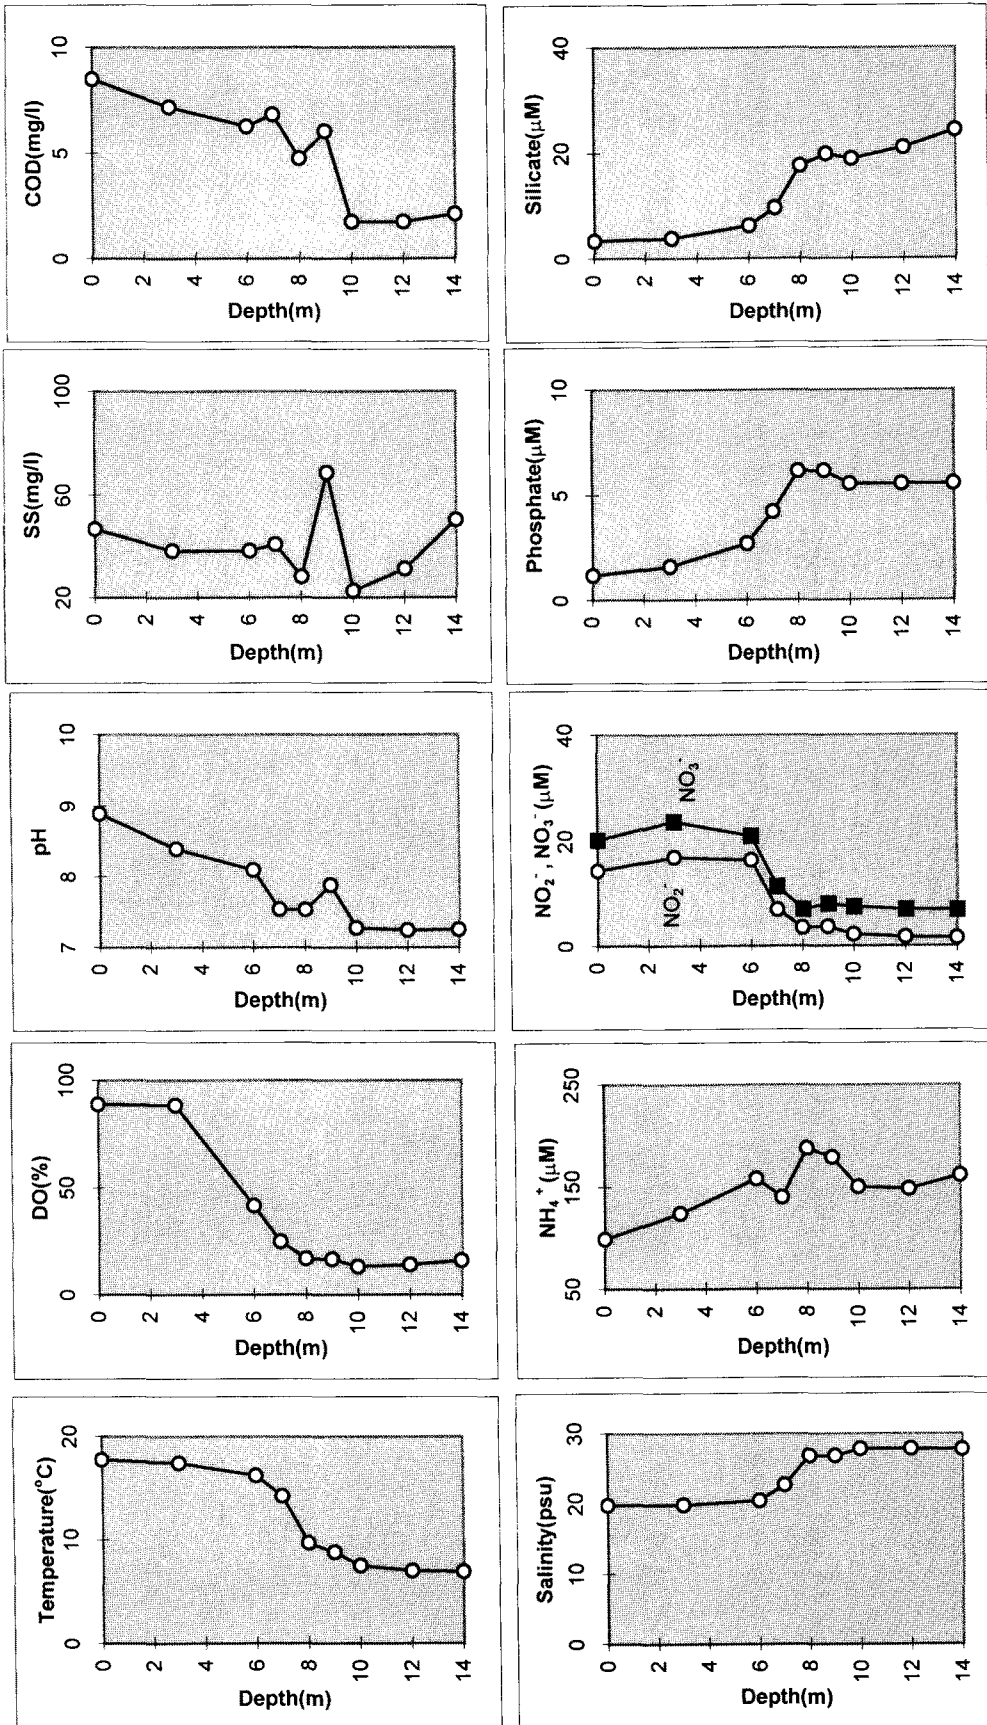 Temperature(°C)
0 10 20
0
2
4
6
8
10
12
14
Depth(m)
DO(%)
0 50 100
0
2
4
6
8
10
12
14
Depth(m)
pH
7 8 9 10
0
2
4
6
8
10
12
14
Depth(m)
SS(mg/l)
20 60 100
0
2
4
6
8
10
12
14
Depth(m)
COD(mg/l)
0 5 10
0
2
4
6
8
10
12
14
Depth(m)
Salinity(psu)
0 10 20 30
0
2
4
6
8
10
12
14
Depth(m)
NH₄⁺(μM)
50 150 250
0
2
4
6
8
10
12
14
Depth(m)
NO₂⁻, NO₃⁻(μM)
0 20 40
0
2
4
6
8
10
12
14
Depth(m)
NO₂⁻
NO₃⁻
Phosphate(μM)
0 5 10
0
2
4
6
8
10
12
14
Depth(m)
Silicate(μM)
0 20 40
0
2
4
6
8
10
12
14
Depth(m)